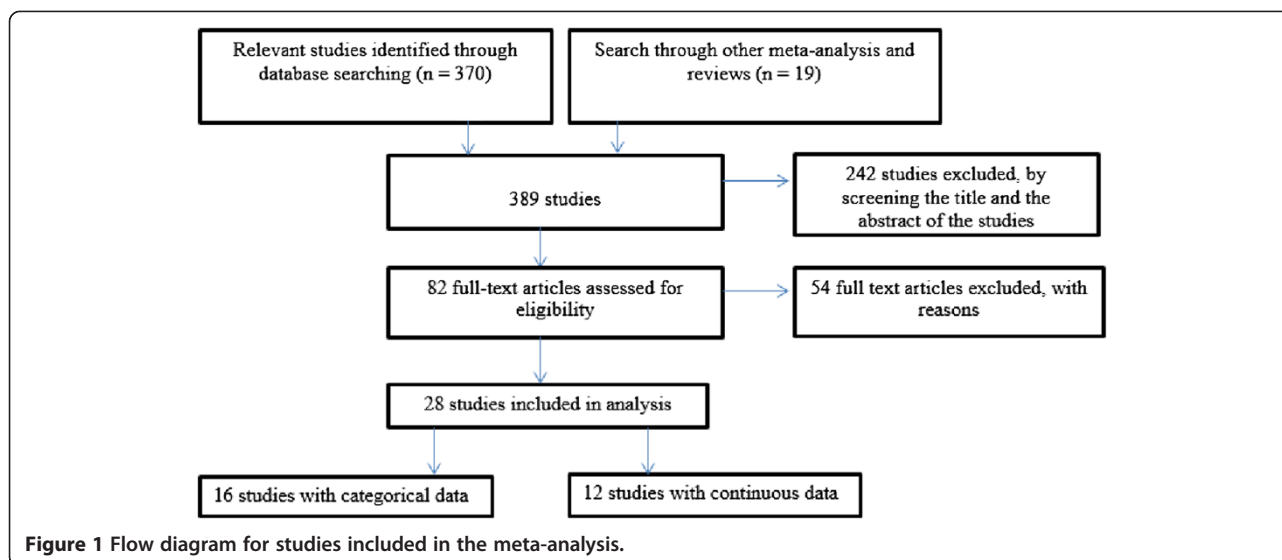 Relevant studies identified through
database searching (n = 370)
Search through other meta-analysis and
reviews (n = 19)
389 studies
242 studies excluded, by
screening the title and the
abstract of the studies
82 full-text articles assessed for
eligibility
54 full text articles excluded, with
reasons
28 studies included in analysis
16 studies with categorical data
12 studies with continuous data
Figure 1 Flow diagram for studies included in the meta-analysis.